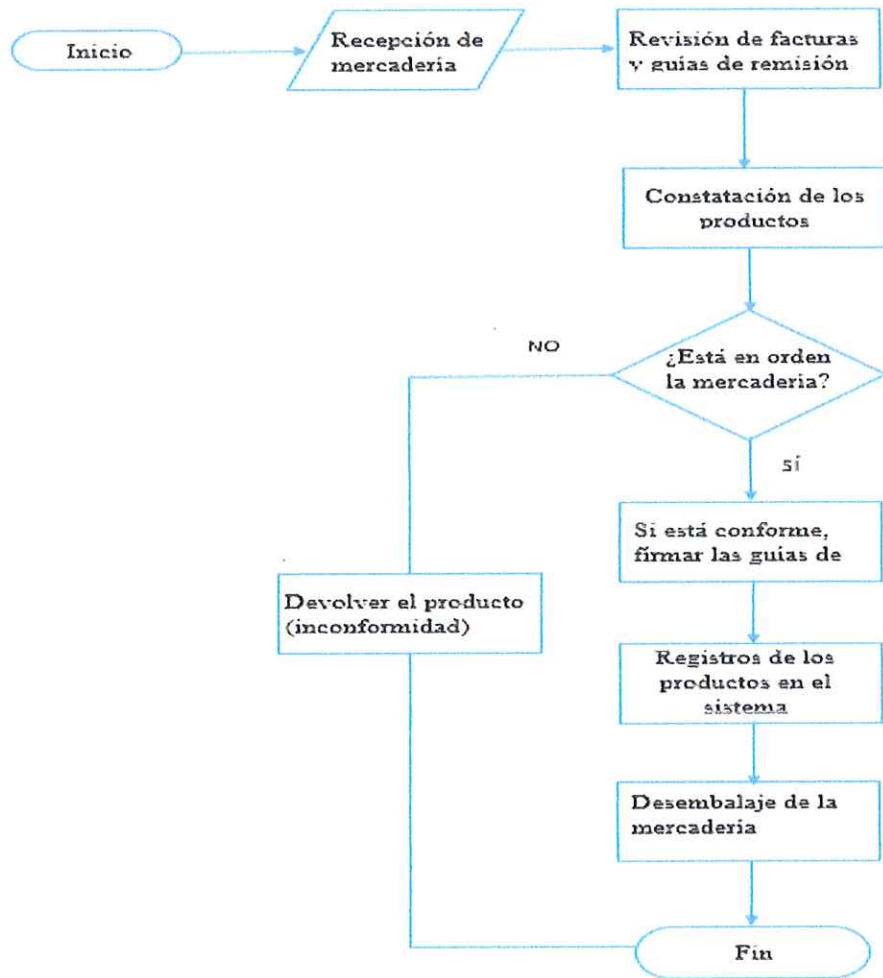 Inicio
Recepción de
mercadería
Revisión de facturas
y guías de remisión
Constatación de los
productos
¿Está en orden
la mercadería?
NO
SÍ
Si está conforme,
firmar las guías de
Devolver el producto
(inconformidad)
Registros de los
productos en el
sistema
Desembalaje de la
mercadería
Fin